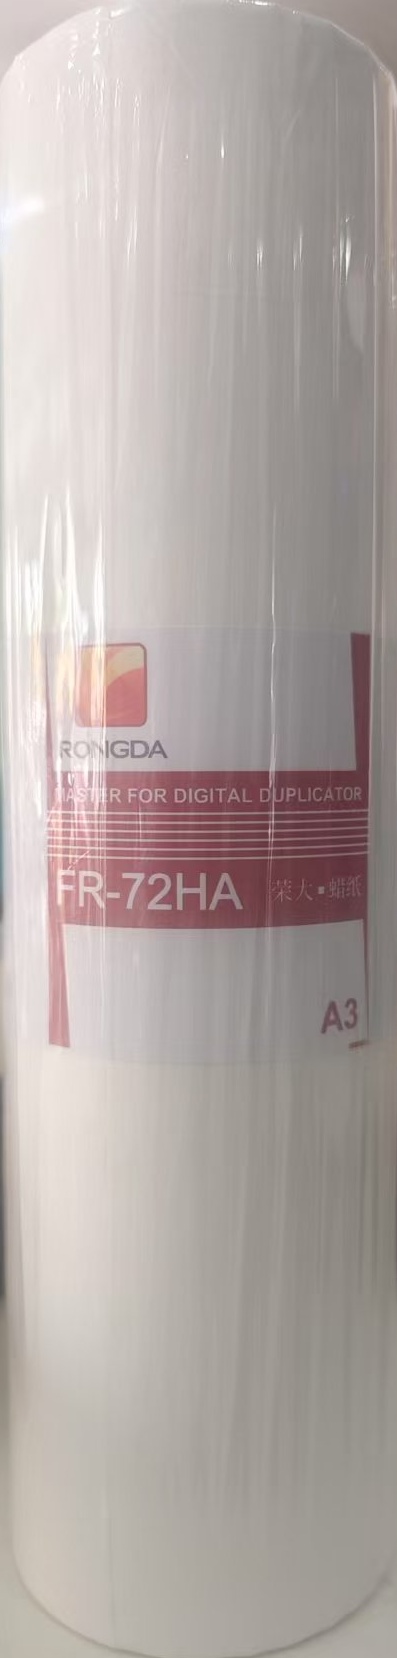 RONGDA
MASTER FOR DIGITAL DUPLICATOR
FR-72HA 荣大·蜡纸
A3